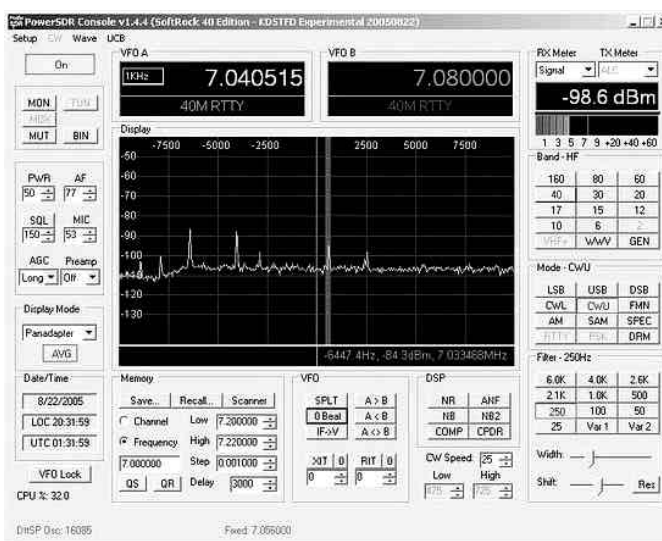 PowerSDR Console v1.4.4 (SoftRock 40 Edition - KD5TFD Experimental 20050822)
Setup CW Wave UCB
On
MON TUN
MOX
MUT BIN
PWR AF
50 77
SQL MIC
150 53
AGC Preamp
Long Off
Display Mode
Panadapter
AVG
Date/Time
8/22/2005
LOC 20:31:59
UTC 01:31:59
VFO Lock
CPU %: 32.0
VFO A
1KHz 7.040515
40M RTTY
VFO B
7.080000
40M RTTY
Display
-7500 -5000 -2500 2500 5000 7500
-50
-60
-70
-80
-90
-100
-120
-130
-6447.4Hz, -84.3dBm, 7.033468MHz
Memory
Save... Recall... Scanner
Channel Low 7.200000
Frequency High 7.220000
7.000000 Step 0.001000
QS QR Delay 3000
VFO
SPLT A > B
0 Beat A < B
IF->V A <> B
XIT 0 RIT 0
0 0
DSP
NR ANF
NB NB2
COMP CPDR
CW Speed: 25
Low High
475 725
RX Meter TX Meter
Signal ALC
-98.6 dBm
1 3 5 7 9 +20 +40 +60
Band - HF
160 80 60
40 30 20
17 15 12
10 6 2
VHF+ WWV GEN
Mode - CWU
LSB USB DSB
CWL CWU FMN
AM SAM SPEC
RTTY PSK DRM
Filter - 250Hz
6.0K 4.0K 2.6K
2.1K 1.0K 500
250 100 50
25 Var 1 Var 2
Width:
Shift: Res
DttSP Osc: 16085 Fixed: 7.056000